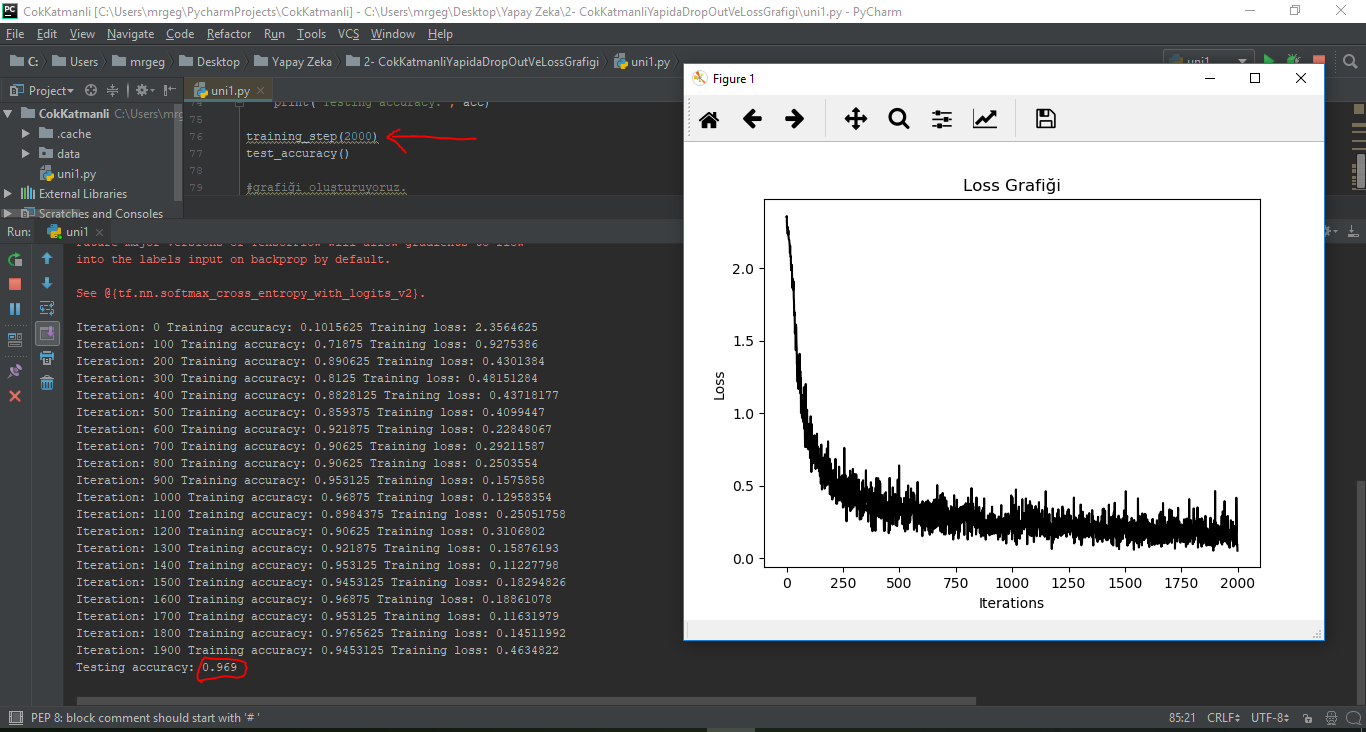 CokKatmanli [C:\Users\mrgeg\PycharmProjects\CokKatmanli] - C:\Users\mrgeg\Desktop\Yapay Zeka\2- CokKatmanliYapidaDropOutVeLossGrafigi\uni1.py - PyCharm
File Edit View Navigate Code Refactor Run Tools VCS Window Help
C: Users mrgeg Desktop Yapay Zeka 2- CokKatmanliYapidaDropOutVeLossGrafigi uni1.py uni1
Project uni1.py
CokKatmanli C:\Users\mrg
.cache
data
uni1.py
External Libraries
Scratches and Consoles
74 print('Testing accuracy:', acc)
75
76 training_step(2000)
77 test_accuracy()
78
79 #grafiği oluşturuyoruz.
Run: uni1
Future major versions of TensorFlow will allow gradients to flow
into the labels input on backprop by default.
See @{tf.nn.softmax_cross_entropy_with_logits_v2}.
Iteration: 0 Training accuracy: 0.1015625 Training loss: 2.3564625
Iteration: 100 Training accuracy: 0.71875 Training loss: 0.9275386
Iteration: 200 Training accuracy: 0.890625 Training loss: 0.4301384
Iteration: 300 Training accuracy: 0.8125 Training loss: 0.48151284
Iteration: 400 Training accuracy: 0.8828125 Training loss: 0.43718177
Iteration: 500 Training accuracy: 0.859375 Training loss: 0.4099447
Iteration: 600 Training accuracy: 0.921875 Training loss: 0.22848067
Iteration: 700 Training accuracy: 0.90625 Training loss: 0.29211587
Iteration: 800 Training accuracy: 0.90625 Training loss: 0.2503554
Iteration: 900 Training accuracy: 0.953125 Training loss: 0.1575858
Iteration: 1000 Training accuracy: 0.96875 Training loss: 0.12958354
Iteration: 1100 Training accuracy: 0.8984375 Training loss: 0.25051758
Iteration: 1200 Training accuracy: 0.90625 Training loss: 0.3106802
Iteration: 1300 Training accuracy: 0.921875 Training loss: 0.15876193
Iteration: 1400 Training accuracy: 0.953125 Training loss: 0.11227798
Iteration: 1500 Training accuracy: 0.9453125 Training loss: 0.18294826
Iteration: 1600 Training accuracy: 0.96875 Training loss: 0.18861078
Iteration: 1700 Training accuracy: 0.953125 Training loss: 0.11631979
Iteration: 1800 Training accuracy: 0.9765625 Training loss: 0.14511992
Iteration: 1900 Training accuracy: 0.9453125 Training loss: 0.4634822
Testing accuracy: 0.969
PEP 8: block comment should start with '# ' 85:21 CRLF UTF-8
Figure 1
Loss Grafiği
2.0
1.5
1.0
0.5
0.0
Loss
0 250 500 750 1000 1250 1500 1750 2000
Iterations